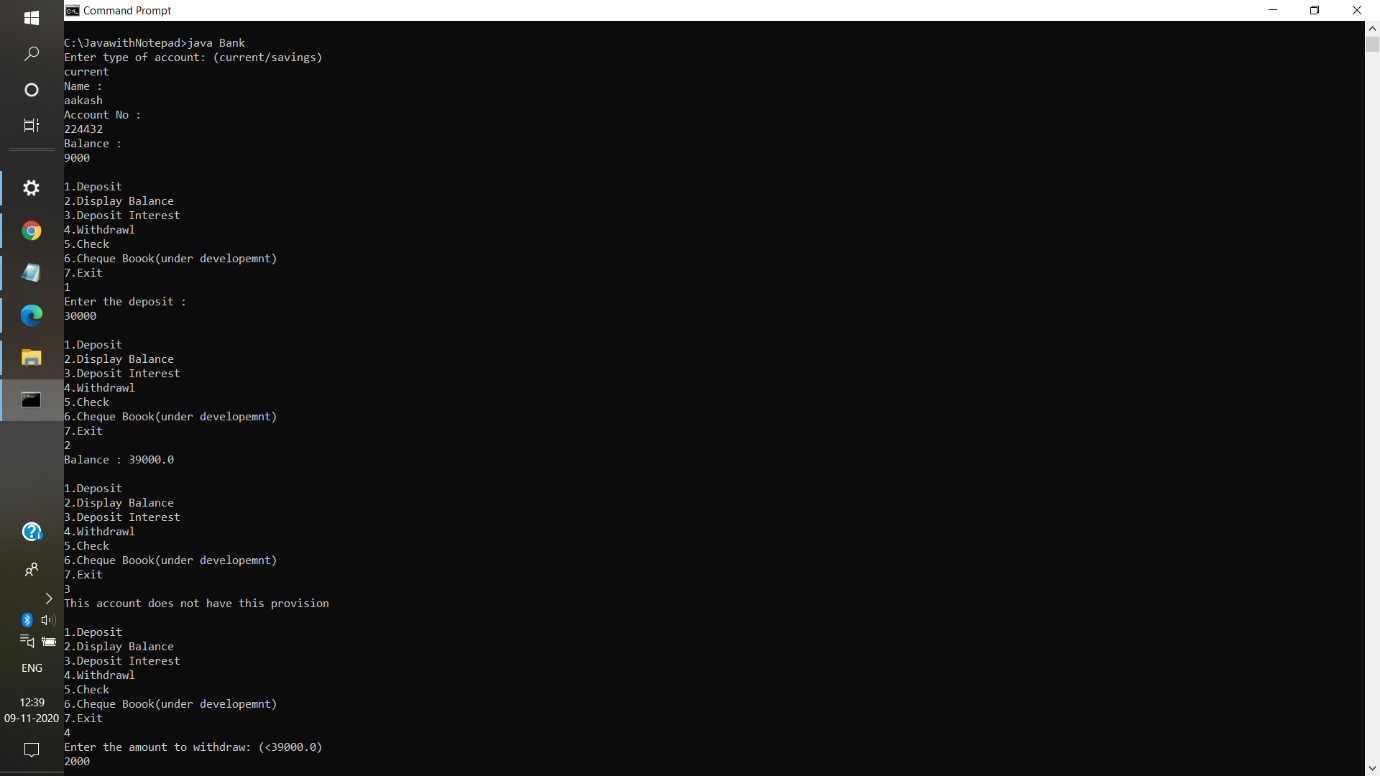 Command Prompt
C:\JavawithNotepad>java Bank
Enter type of account: (current/savings)
current
Name :
aakash
Account No :
224432
Balance :
9000
1.Deposit
2.Display Balance
3.Deposit Interest
4.Withdrawl
5.Check
6.Cheque Boook(under developemnt)
7.Exit
1
Enter the deposit :
30000
1.Deposit
2.Display Balance
3.Deposit Interest
4.Withdrawl
5.Check
6.Cheque Boook(under developemnt)
7.Exit
2
Balance : 39000.0
1.Deposit
2.Display Balance
3.Deposit Interest
4.Withdrawl
5.Check
6.Cheque Boook(under developemnt)
7.Exit
3
This account does not have this provision
1.Deposit
2.Display Balance
3.Deposit Interest
4.Withdrawl
5.Check
6.Cheque Boook(under developemnt)
7.Exit
4
Enter the amount to withdraw: (<39000.0)
2000
ENG
12:39
09-11-2020